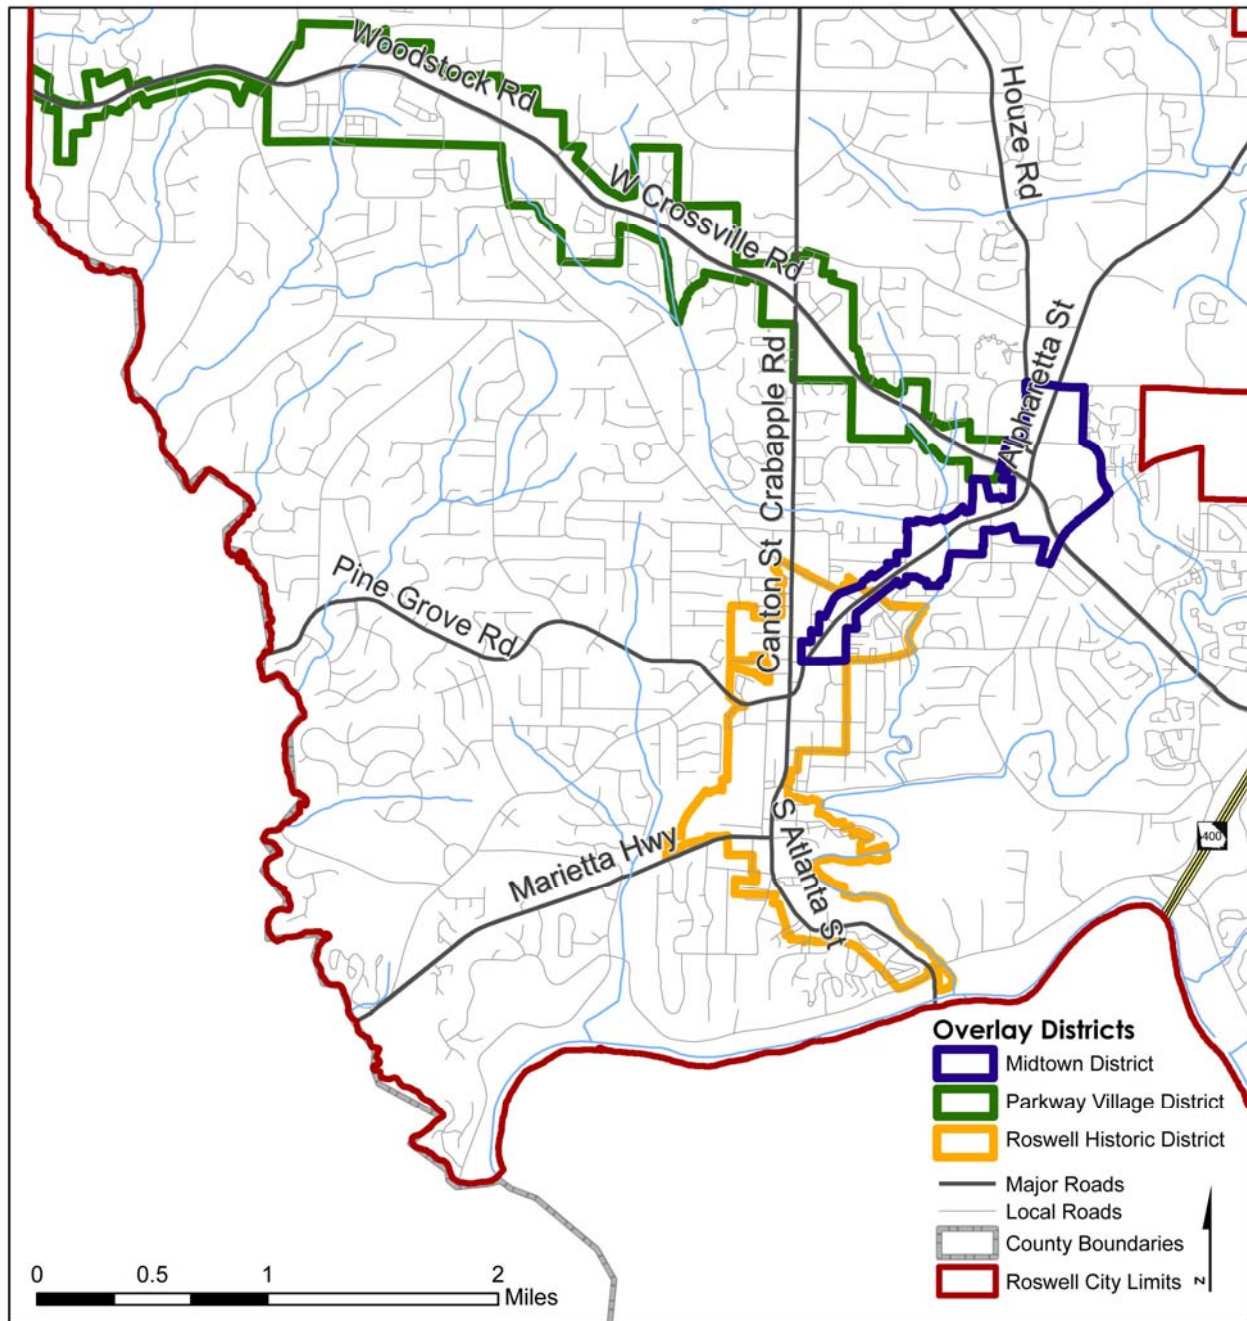 Woodstock Rd
Houze Rd
W Crossville Rd
Alpharetta St
Crabapple Rd
Canton St
Pine Grove Rd
Marietta Hwy
S Atlanta St
400
Overlay Districts
Midtown District
Parkway Village District
Roswell Historic District
Major Roads
Local Roads
County Boundaries
Roswell City Limits
N
0 0.5 1 2
Miles